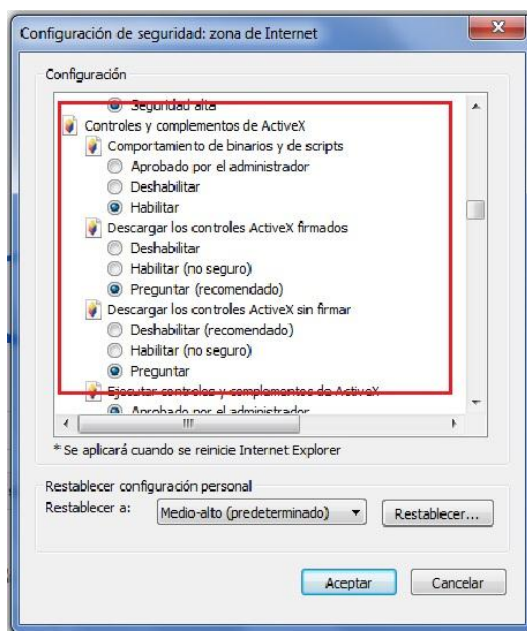 Configuración de seguridad: zona de Internet
Configuración
Seguridad alta
Controles y complementos de ActiveX
Comportamiento de binarios y de scripts
Aprobado por el administrador
Deshabilitar
Habilitar
Descargar los controles ActiveX firmados
Deshabilitar
Habilitar (no seguro)
Preguntar (recomendado)
Descargar los controles ActiveX sin firmar
Deshabilitar (recomendado)
Habilitar (no seguro)
Preguntar
Ejecutar controles y complementos de ActiveX
Aprobado por el administrador
* Se aplicará cuando se reinicie Internet Explorer
Restablecer configuración personal
Restablecer a: Medio-alto (predeterminado) Restablecer...
Aceptar Cancelar